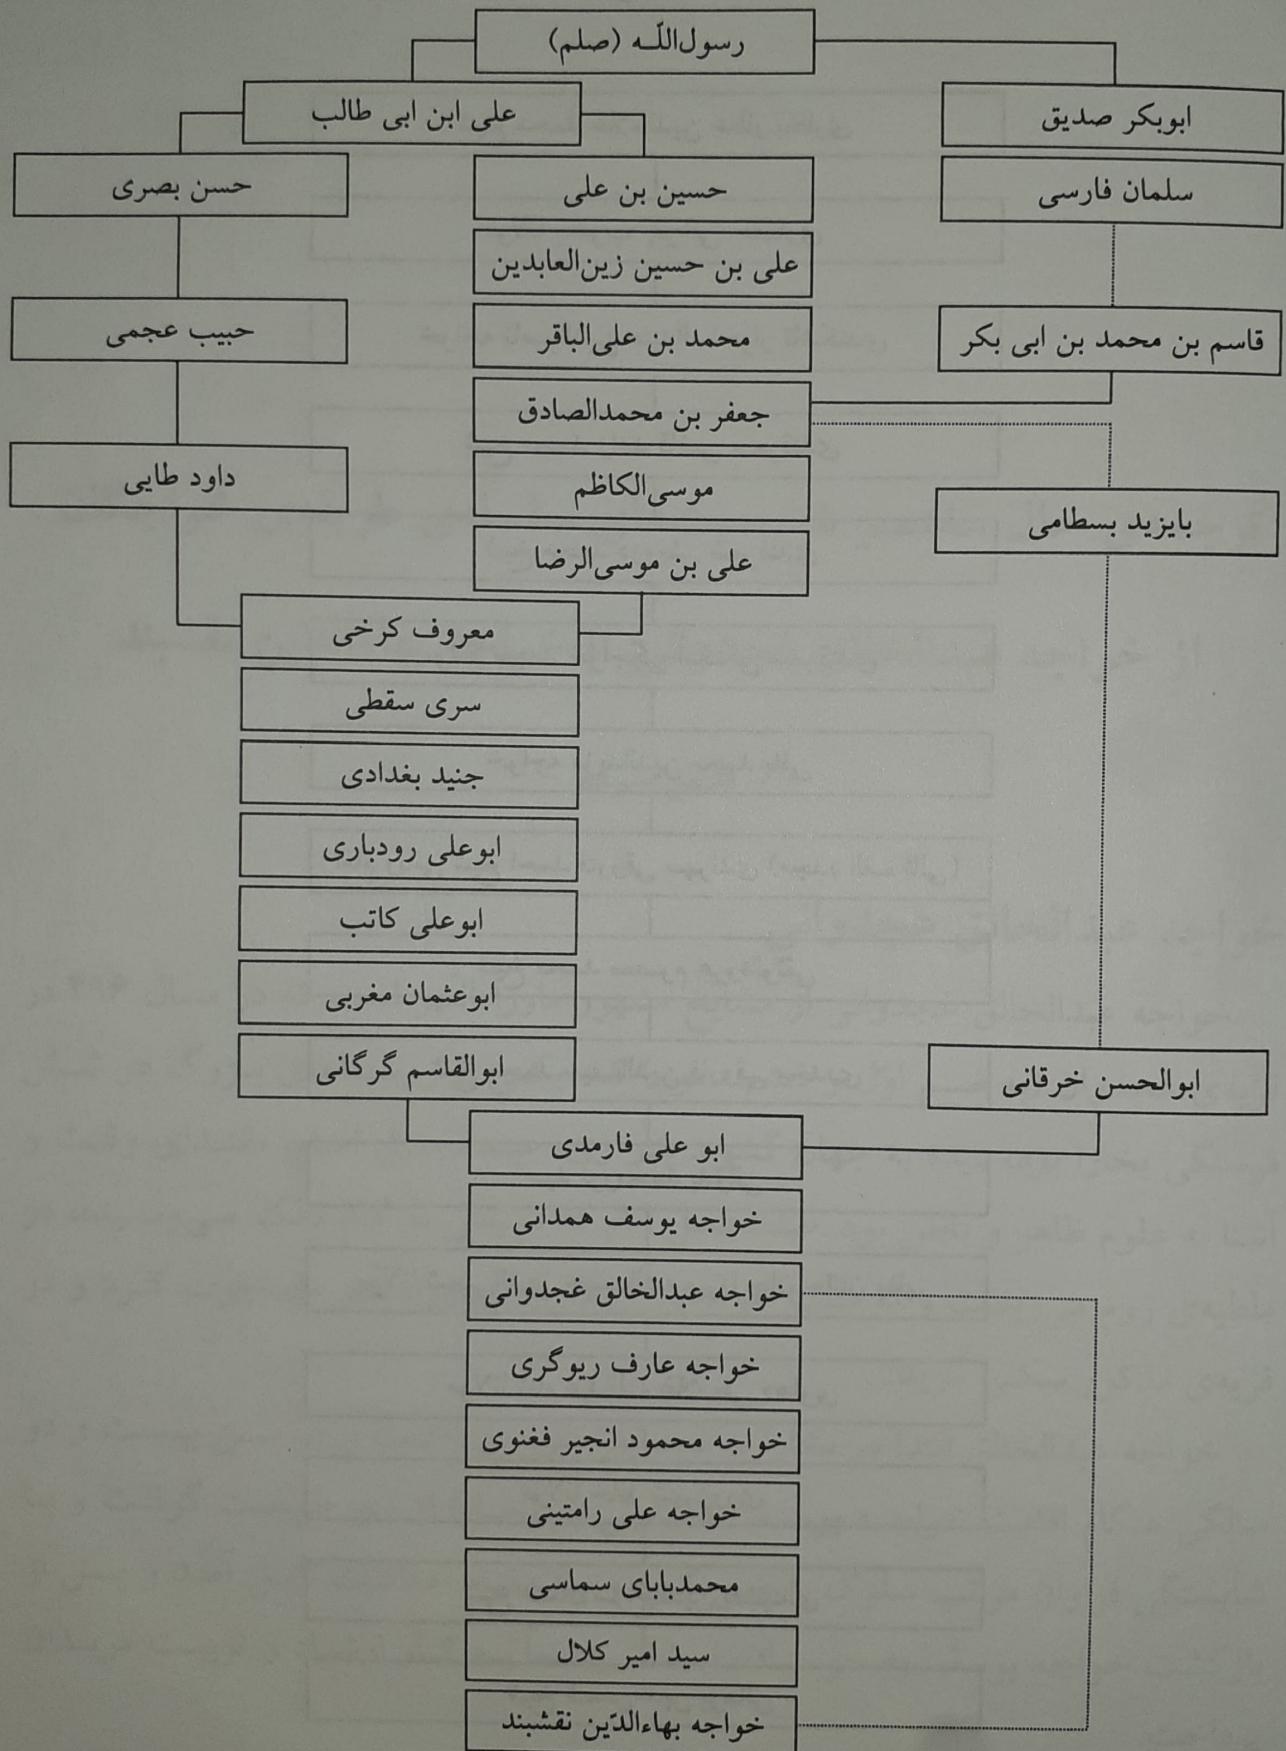 رسول‌اللّه (صلم)
علی ابن ابی طالب
ابوبکر صدیق
حسن بصری
حسین بن علی
سلمان فارسی
علی بن حسین زین‌العابدین
حبیب عجمی
محمد بن علی‌الباقر
قاسم بن محمد بن ابی بکر
جعفر بن محمدالصادق
داود طایی
موسی‌الکاظم
بایزید بسطامی
علی بن موسی‌الرضا
معروف کرخی
سری سقطی
جنید بغدادی
ابوعلی رودباری
ابوعلی کاتب
ابوعثمان مغربی
ابوالقاسم گرگانی
ابوالحسن خرقانی
ابو علی فارمدی
خواجه یوسف همدانی
خواجه عبدالخالق غجدوانی
خواجه عارف ریوگری
خواجه محمود انجیر فغنوی
خواجه علی رامتینی
محمدبابای سماسی
سید امیر کلال
خواجه بهاءالدّین نقشبند